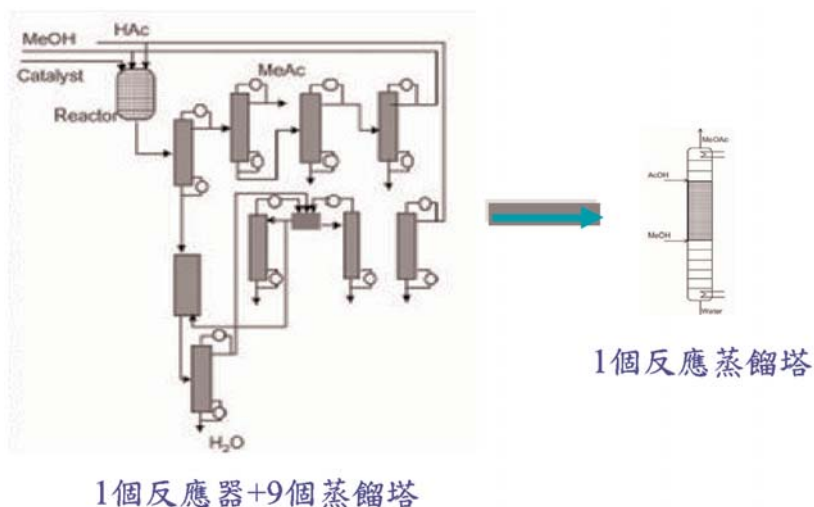 HAc
MeOH
Catalyst
MeAc
Reactor
MeOAc
AcOH
MeOH
Water
1個反應蒸餾塔
H₂O
1個反應器+9個蒸餾塔